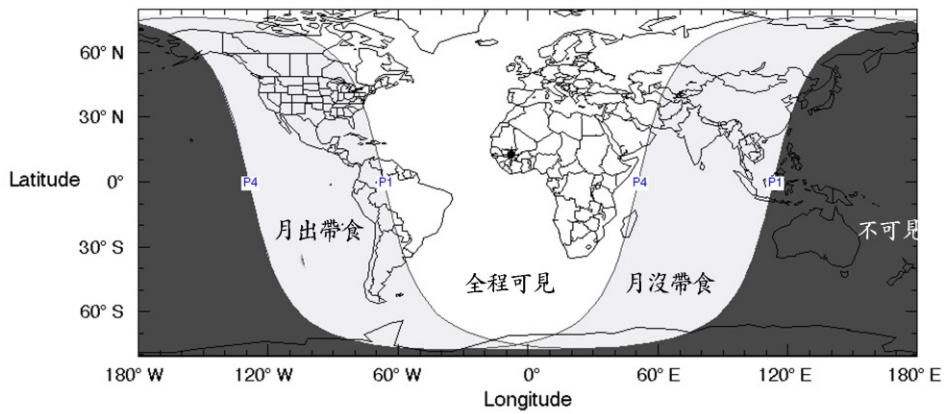 60° N
30° N
Latitude
0°
P4
P1
P4
P1
月出帶食
不可見
30° S
全程可見
月沒帶食
60° S
180° W
120° W
60° W
0°
60° E
120° E
180° E
Longitude